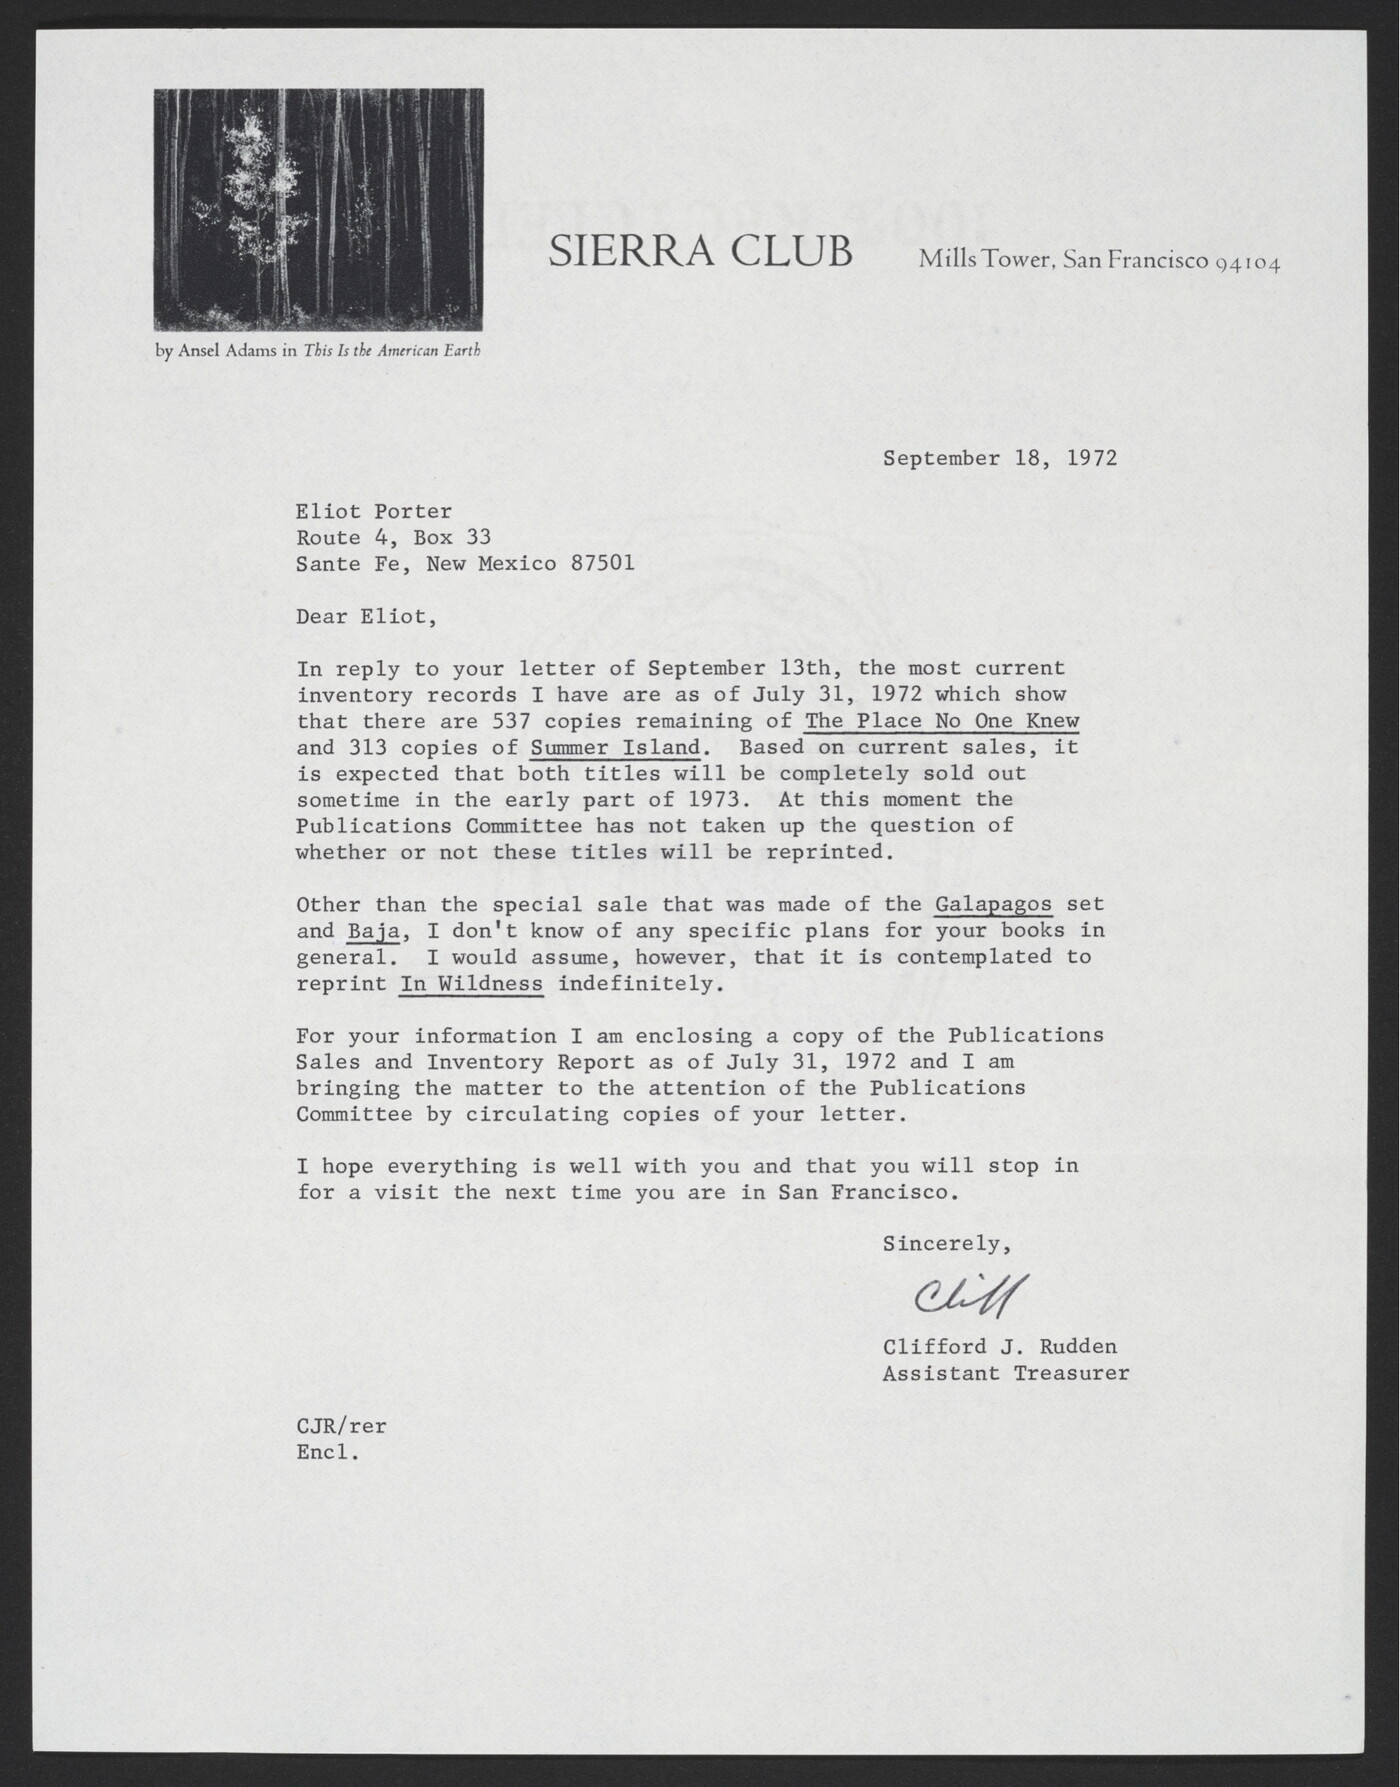 SIERRA CLUB Mills Tower, San Francisco 94104
by Ansel Adams in This Is the American Earth
September 18, 1972
Eliot Porter
Route 4, Box 33
Sante Fe, New Mexico 87501
Dear Eliot,
In reply to your letter of September 13th, the most current
inventory records I have are as of July 31, 1972 which show
that there are 537 copies remaining of The Place No One Knew
and 313 copies of Summer Island. Based on current sales, it
is expected that both titles will be completely sold out
sometime in the early part of 1973. At this moment the
Publications Committee has not taken up the question of
whether or not these titles will be reprinted.
Other than the special sale that was made of the Galapagos set
and Baja, I don't know of any specific plans for your books in
general. I would assume, however, that it is contemplated to
reprint In Wildness indefinitely.
For your information I am enclosing a copy of the Publications
Sales and Inventory Report as of July 31, 1972 and I am
bringing the matter to the attention of the Publications
Committee by circulating copies of your letter.
I hope everything is well with you and that you will stop in
for a visit the next time you are in San Francisco.
Sincerely,
Cliff
Clifford J. Rudden
Assistant Treasurer
CJR/rer
Encl.